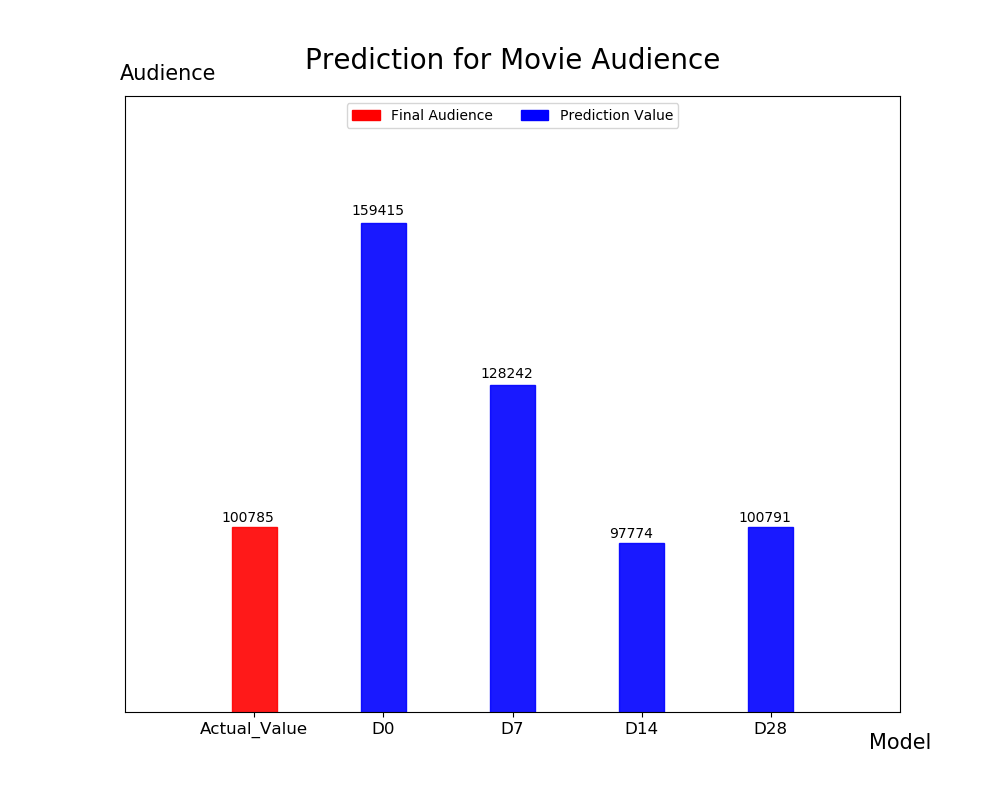 Prediction for Movie Audience
Audience
Final Audience Prediction Value
159415
128242
100785
97774
100791
Actual_Value D0 D7 D14 D28
Model